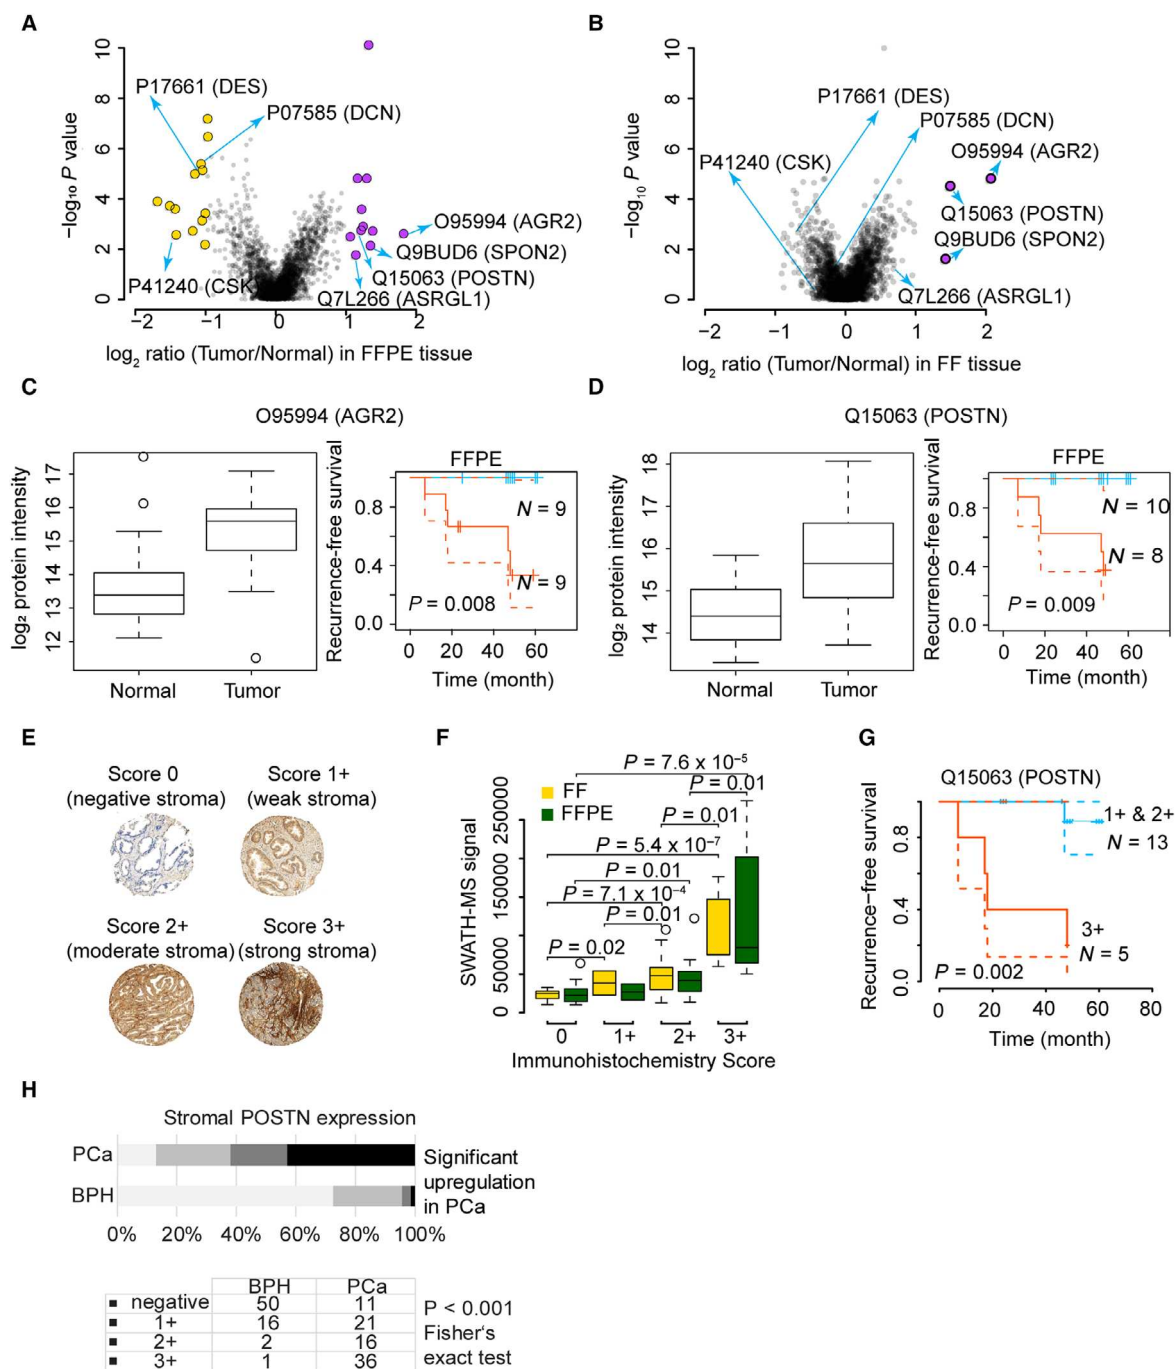 A
10
8
6
4
2
0
−log₁₀ P value
P17661 (DES)
P07585 (DCN)
O95994 (AGR2)
Q9BUD6 (SPON2)
Q15063 (POSTN)
P41240 (CSK)
Q7L266 (ASRGL1)
−2 −1 0 1 2
log₂ ratio (Tumor/Normal) in FFPE tissue
B
10
8
6
4
2
0
−log₁₀ P value
P17661 (DES)
P07585 (DCN)
P41240 (CSK)
O95994 (AGR2)
Q15063 (POSTN)
Q9BUD6 (SPON2)
Q7L266 (ASRGL1)
−2 −1 0 1 2
log₂ ratio (Tumor/Normal) in FF tissue
C
O95994 (AGR2)
log₂ protein intensity
17
16
15
14
13
12
Normal Tumor
FFPE
Recurrence-free survival
0.8
0.4
0.0
N = 9
N = 9
P = 0.008
0 20 40 60
Time (month)
D
Q15063 (POSTN)
log₂ protein intensity
18
17
16
15
14
Normal Tumor
FFPE
Recurrence-free survival
0.8
0.4
0.0
N = 10
N = 8
P = 0.009
0 20 40 60
Time (month)
E
Score 0
(negative stroma)
Score 1+
(weak stroma)
Score 2+
(moderate stroma)
Score 3+
(strong stroma)
F
FF
FFPE
P = 7.6 x 10⁻⁵
P = 0.01
P = 0.01
P = 5.4 x 10⁻⁷
P = 0.01
P = 7.1 x 10⁻⁴
P = 0.01
P = 0.02
SWATH-MS signal
250000
150000
50000
0
0 1+ 2+ 3+
Immunohistochemistry Score
G
Q15063 (POSTN)
Recurrence−free survival
0.8
0.4
0.0
1+ & 2+
N = 13
3+
N = 5
P = 0.002
0 20 40 60 80
Time (month)
H
Stromal POSTN expression
PCa
BPH
Significant
upregulation
in PCa
0% 20% 40% 60% 80% 100%
BPH PCa
negative 50 11
1+ 16 21
2+ 2 16
3+ 1 36
P < 0.001
Fisher's
exact test